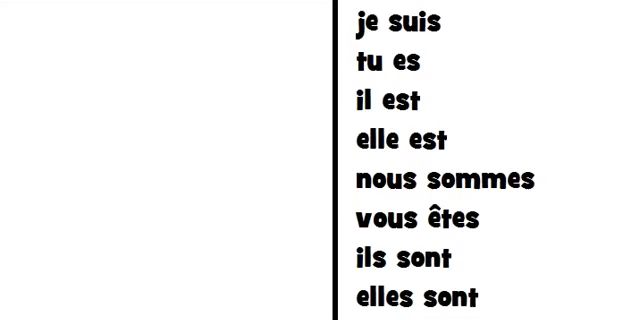 je suis
tu es
il est
elle est
nous sommes
vous êtes
ils sont
elles sont